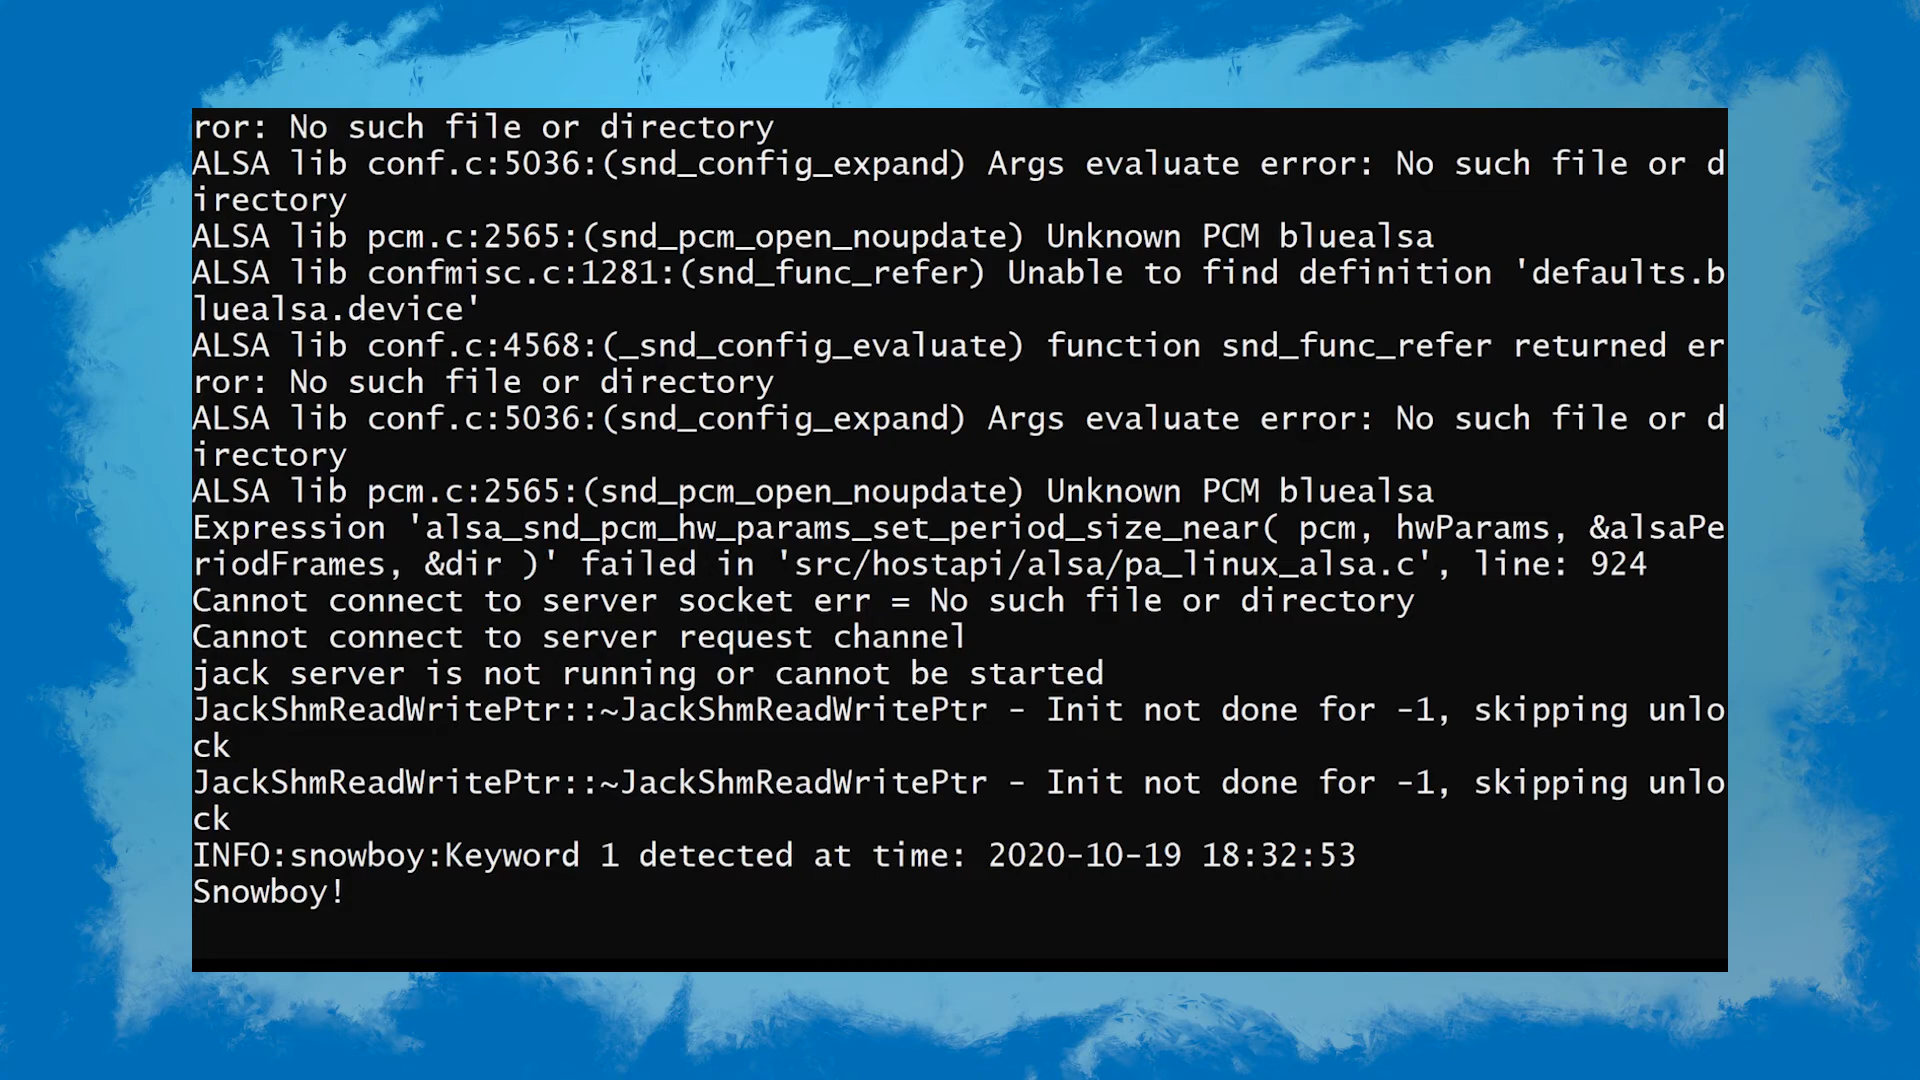 ror: No such file or directory
ALSA lib conf.c:5036:(snd_config_expand) Args evaluate error: No such file or d
irectory
ALSA lib pcm.c:2565:(snd_pcm_open_noupdate) Unknown PCM bluealsa
ALSA lib confmisc.c:1281:(snd_func_refer) Unable to find definition 'defaults.b
luealsa.device'
ALSA lib conf.c:4568:(_snd_config_evaluate) function snd_func_refer returned er
ror: No such file or directory
ALSA lib conf.c:5036:(snd_config_expand) Args evaluate error: No such file or d
irectory
ALSA lib pcm.c:2565:(snd_pcm_open_noupdate) Unknown PCM bluealsa
Expression 'alsa_snd_pcm_hw_params_set_period_size_near( pcm, hwParams, &alsaPe
riodFrames, &dir )' failed in 'src/hostapi/alsa/pa_linux_alsa.c', line: 924
Cannot connect to server socket err = No such file or directory
Cannot connect to server request channel
jack server is not running or cannot be started
JackShmReadWritePtr::~JackShmReadWritePtr - Init not done for -1, skipping unlo
ck
JackShmReadWritePtr::~JackShmReadWritePtr - Init not done for -1, skipping unlo
ck
INFO:snowboy:Keyword 1 detected at time: 2020-10-19 18:32:53
Snowboy!